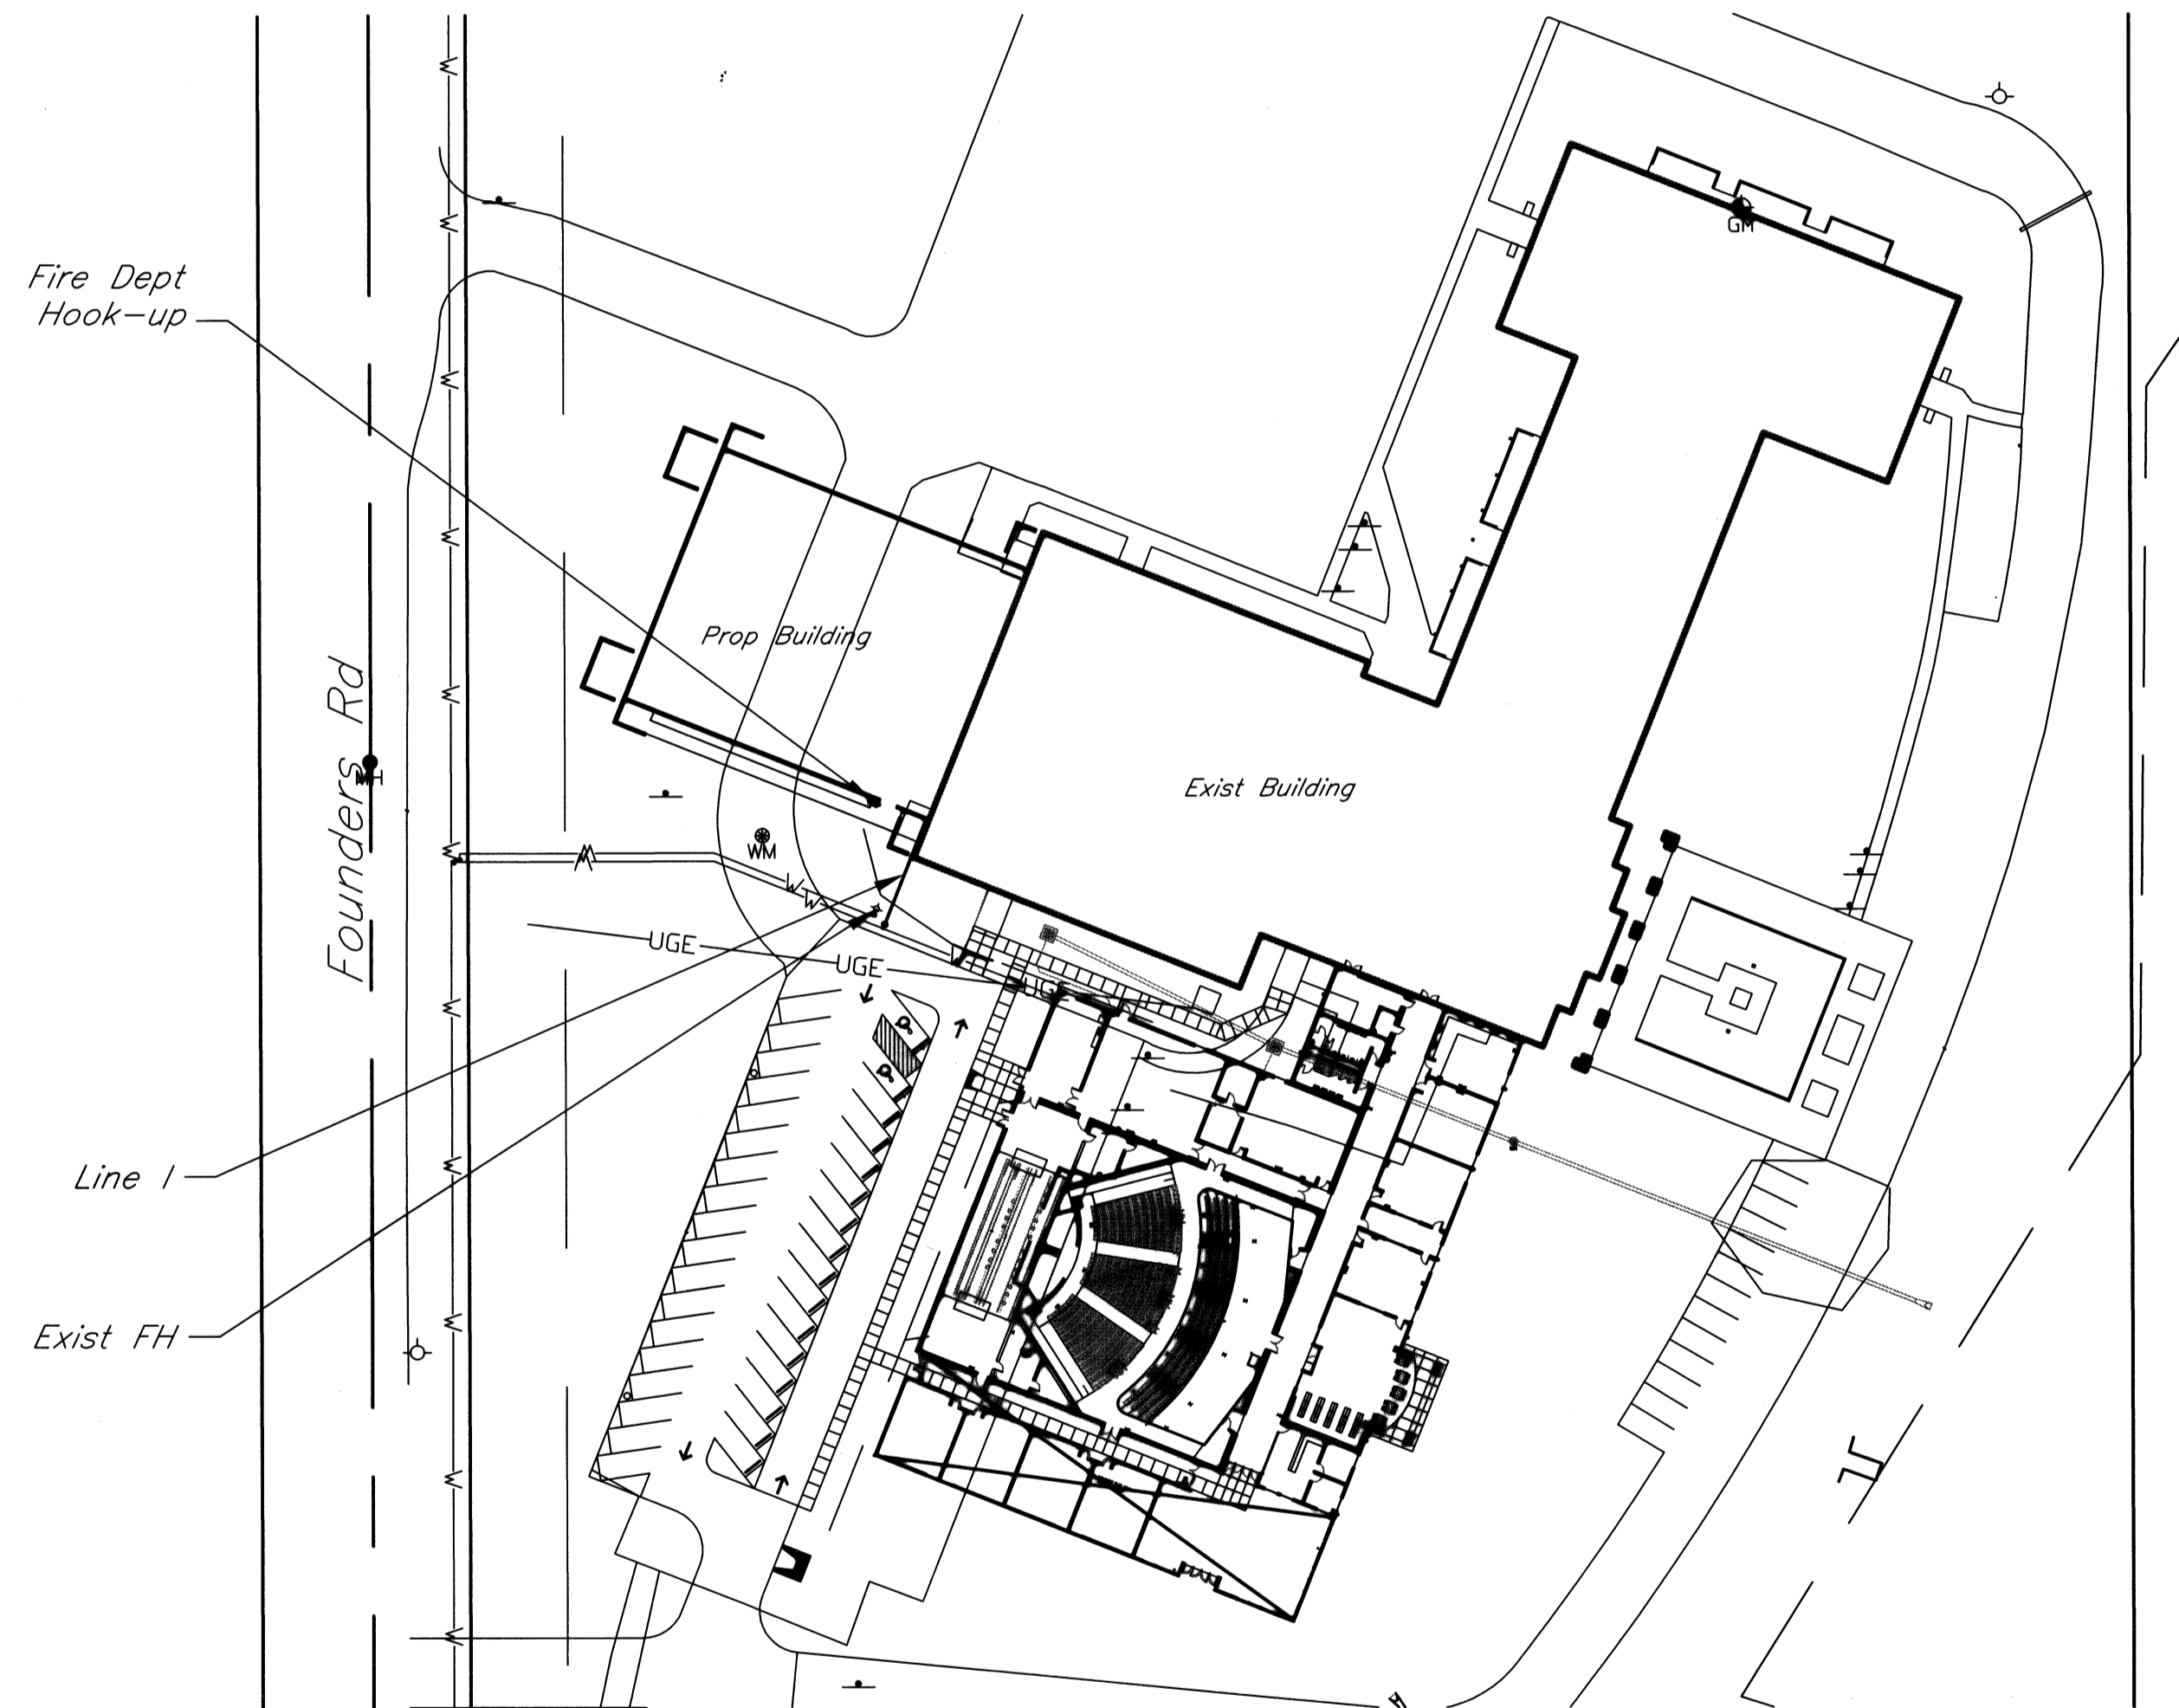 GM
Fire Dept
Hook-up
Prop Building
Exist Building
Founders Rd
MH
WM
W
W
UGE
UGE
UGE
Line 1
Exist FH